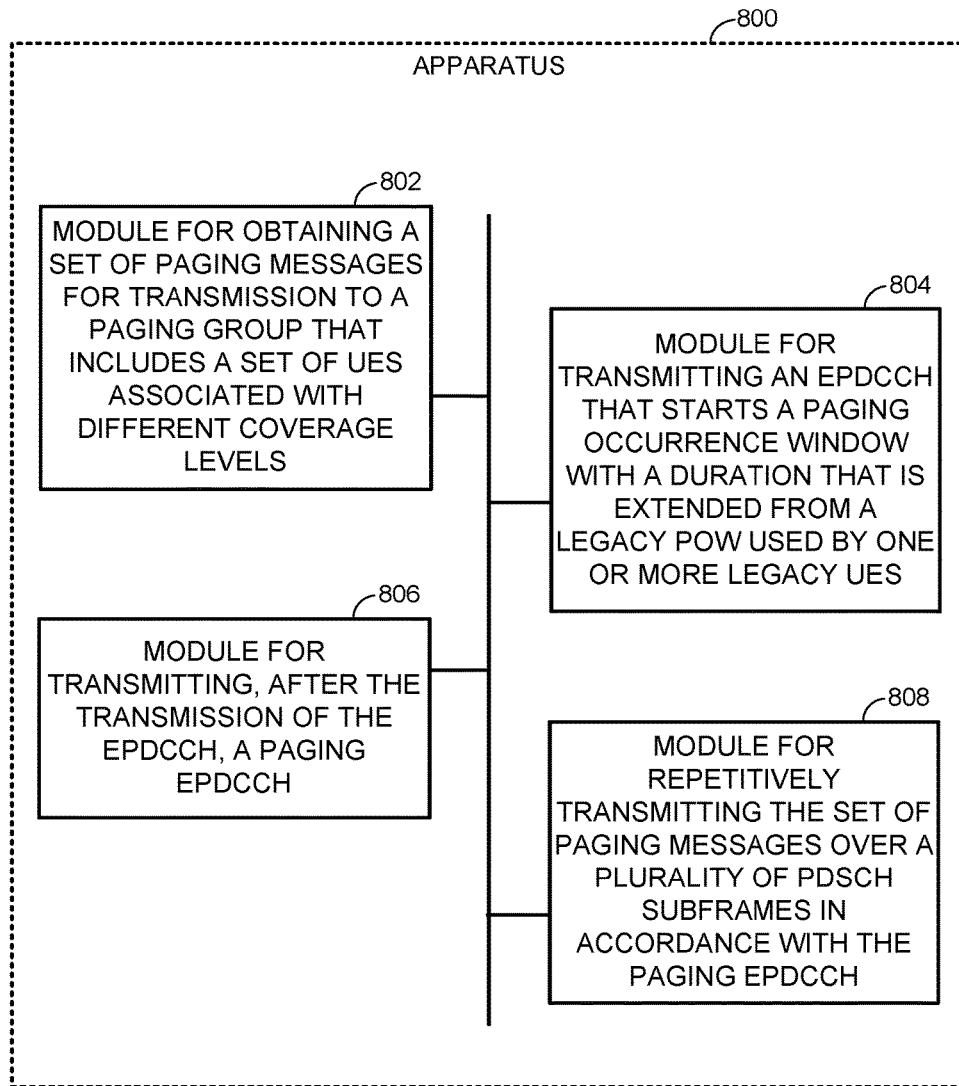 800
APPARATUS
802
MODULE FOR OBTAINING A
SET OF PAGING MESSAGES
FOR TRANSMISSION TO A
PAGING GROUP THAT
INCLUDES A SET OF UES
ASSOCIATED WITH
DIFFERENT COVERAGE
LEVELS
804
MODULE FOR
TRANSMITTING AN EPDCCH
THAT STARTS A PAGING
OCCURRENCE WINDOW
WITH A DURATION THAT IS
EXTENDED FROM A
LEGACY POW USED BY ONE
OR MORE LEGACY UES
806
MODULE FOR
TRANSMITTING, AFTER THE
TRANSMISSION OF THE
EPDCCH, A PAGING
EPDCCH
808
MODULE FOR
REPETITIVELY
TRANSMITTING THE SET OF
PAGING MESSAGES OVER A
PLURALITY OF PDSCH
SUBFRAMES IN
ACCORDANCE WITH THE
PAGING EPDCCH